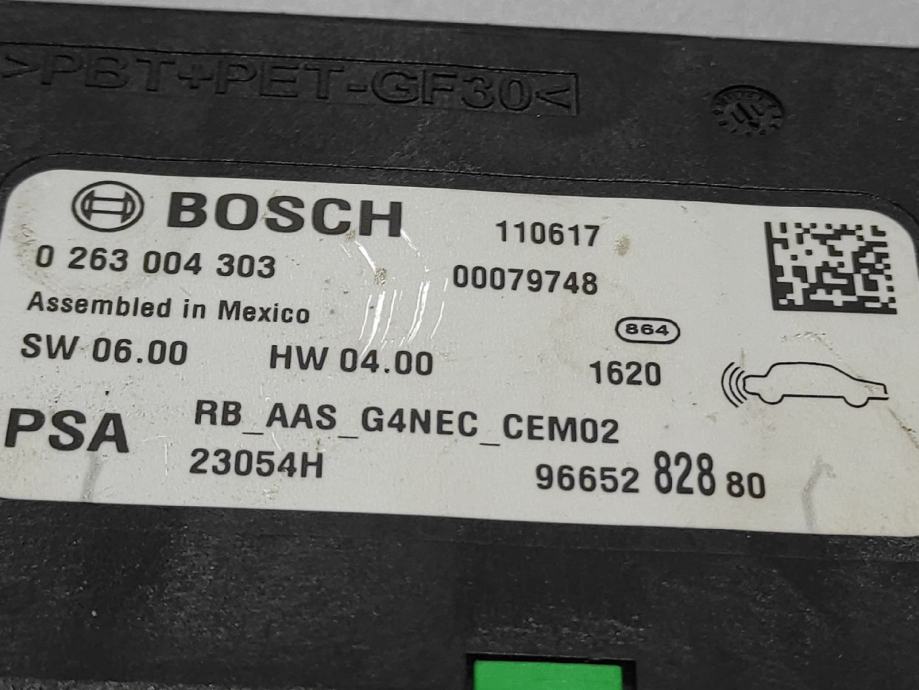 >PBT+PET-GF30<
BOSCH
110617
0 263 004 303
00079748
Assembled in Mexico
864
SW 06.00 HW 04.00
1620
PSA
RB_AAS_G4NEC_CEM02
23054H
96652 828 80